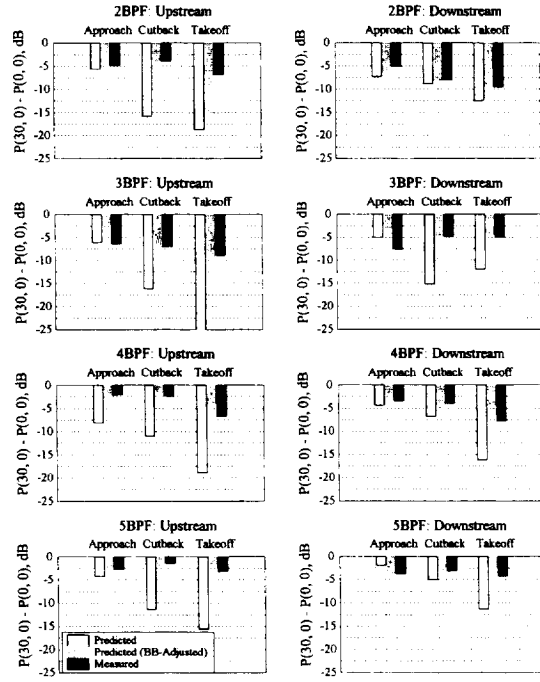 2BPF: Upstream
Approach Cutback Takeoff
0
-5
-10
-15
-20
-25
P(30, 0) - P(0, 0), dB
2BPF: Downstream
Approach Cutback Takeoff
0
-5
-10
-15
-20
-25
P(30, 0) - P(0, 0), dB
3BPF: Upstream
Approach Cutback Takeoff
0
-5
-10
-15
-20
-25
P(30, 0) - P(0, 0), dB
3BPF: Downstream
Approach Cutback Takeoff
0
-5
-10
-15
-20
-25
P(30, 0) - P(0, 0), dB
4BPF: Upstream
Approach Cutback Takeoff
0
-5
-10
-15
-20
-25
P(30, 0) - P(0, 0), dB
4BPF: Downstream
Approach Cutback Takeoff
0
-5
-10
-15
-20
-25
P(30, 0) - P(0, 0), dB
5BPF: Upstream
Approach Cutback Takeoff
0
-5
-10
-15
-20
-25
P(30, 0) - P(0, 0), dB
Predicted
Predicted (BB-Adjusted)
Measured
5BPF: Downstream
Approach Cutback Takeoff
0
-5
-10
-15
-20
-25
P(30, 0) - P(0, 0), dB